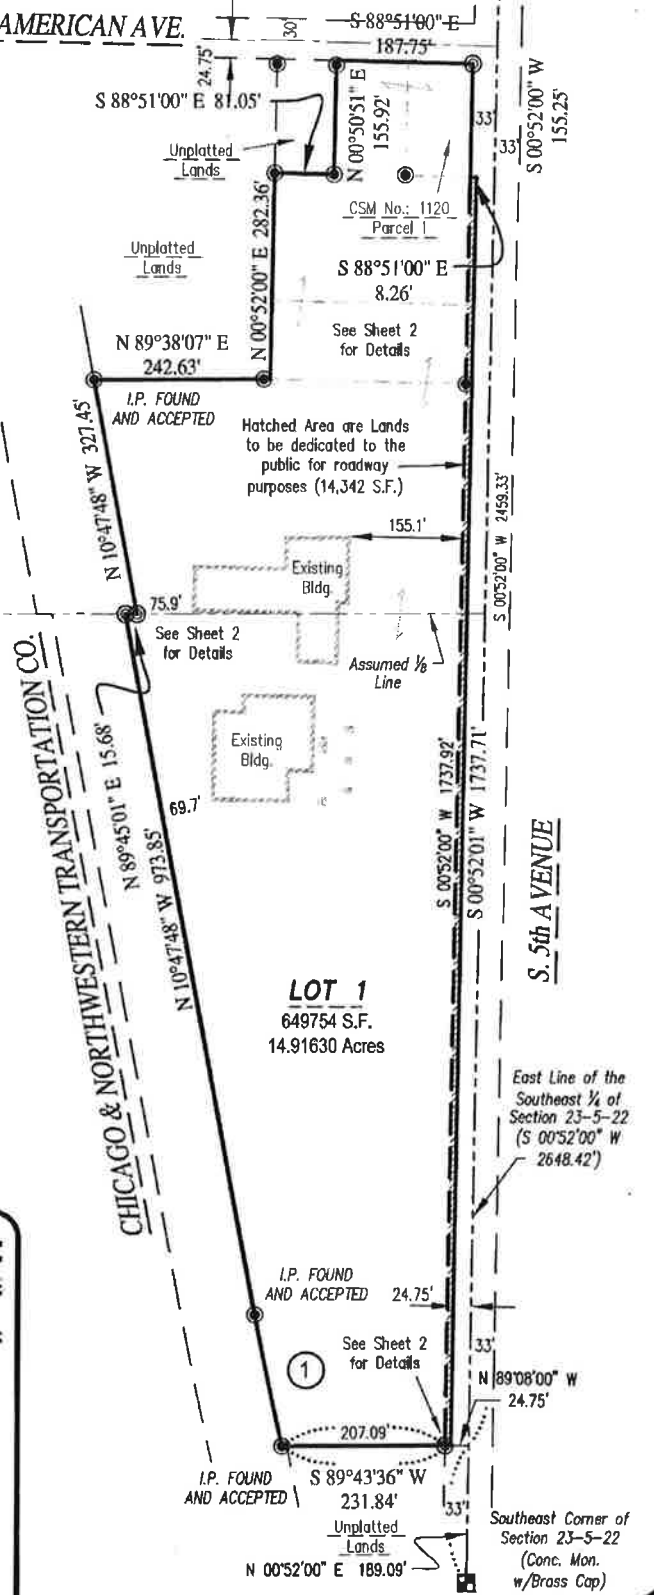 AMERICAN AVE.
30'
S 88°51'00" E
187.75'
24.75'
S 88°51'00" E 81.05'
N 00°50'51" E
155.92'
S 00°52'00" W
155.25'
33'
33'
Unplatted
Lands
CSM No.: 1120
Parcel 1
Unplatted
Lands
N 00°52'00" E 282.36'
S 88°51'00" E
8.26'
N 89°38'07" E
242.63'
See Sheet 2
for Details
I.P. FOUND
AND ACCEPTED
N 10°47'48" W 327.45'
Hatched Area are Lands
to be dedicated to the
public for roadway
purposes (14,342 S.F.)
S 00°52'00" W 2459.33'
155.1'
Existing
Bldg.
75.9'
See Sheet 2
for Details
Assumed ⅛
Line
CHICAGO & NORTHWESTERN TRANSPORTATION CO.
N 89°45'01" E 15.68'
Existing
Bldg.
69.7'
N 10°47'48" W 973.85'
S 00°52'00" W 1737.92'
S 00°52'01" W 1737.71'
S. 5th AVENUE
LOT 1
649754 S.F.
14.91630 Acres
East Line of the
Southeast ¼ of
Section 23-5-22
(S 00°52'00" W
2648.42')
I.P. FOUND
AND ACCEPTED
24.75'
See Sheet 2
for Details
33'
1
N 89°08'00" W
24.75'
207.09'
I.P. FOUND
AND ACCEPTED
S 89°43'36" W
231.84'
33'
Unplatted
Lands
N 00°52'00" E 189.09'
Southeast Corner of
Section 23-5-22
(Conc. Mon.
w/Brass Cap)